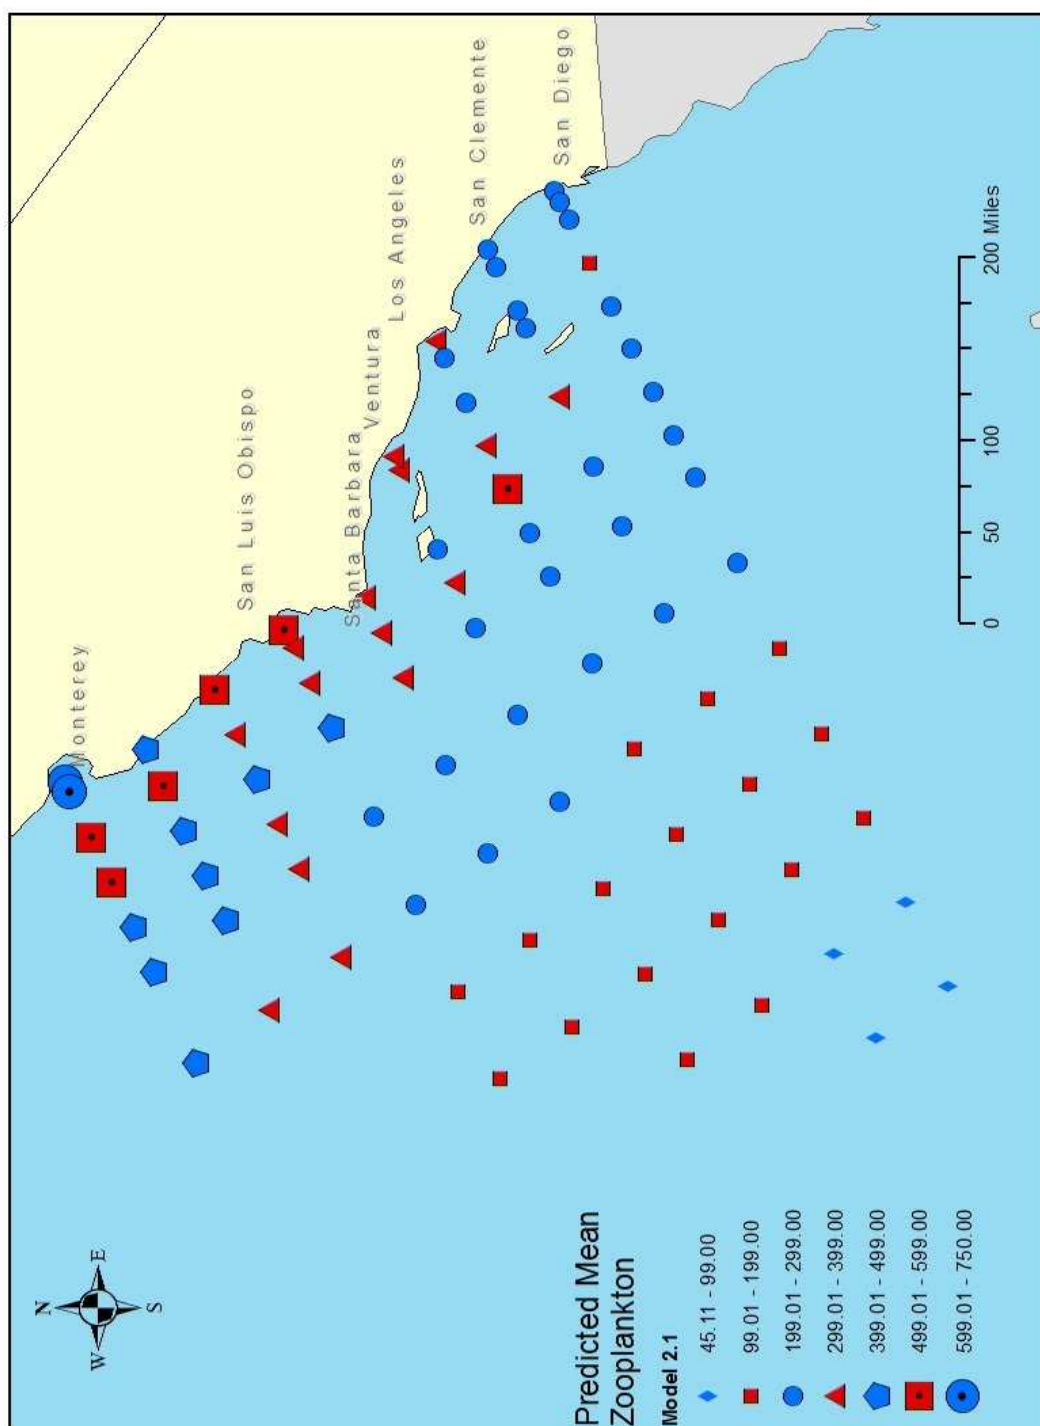 Monterey
San Luis Obispo
Santa Barbara
Ventura
Los Angeles
San Clemente
San Diego
N
W
E
S
Predicted Mean
Zooplankton
Model 2.1
45.11 - 99.00
99.01 - 199.00
199.01 - 299.00
299.01 - 399.00
399.01 - 499.00
499.01 - 599.00
599.01 - 750.00
0 50 100 200 Miles